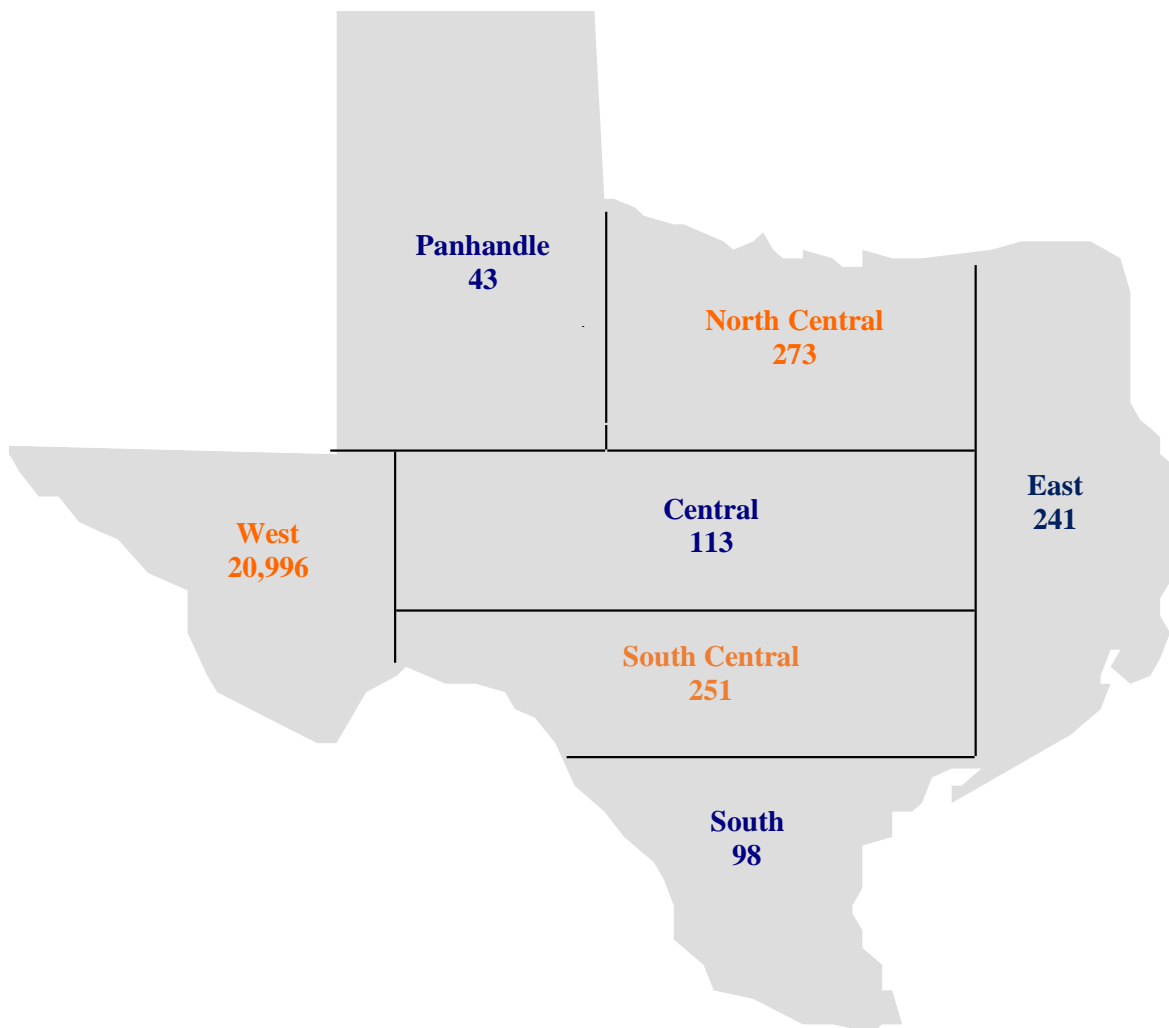 Panhandle
43
North Central
273
East
241
Central
113
West
20,996
South Central
251
South
98